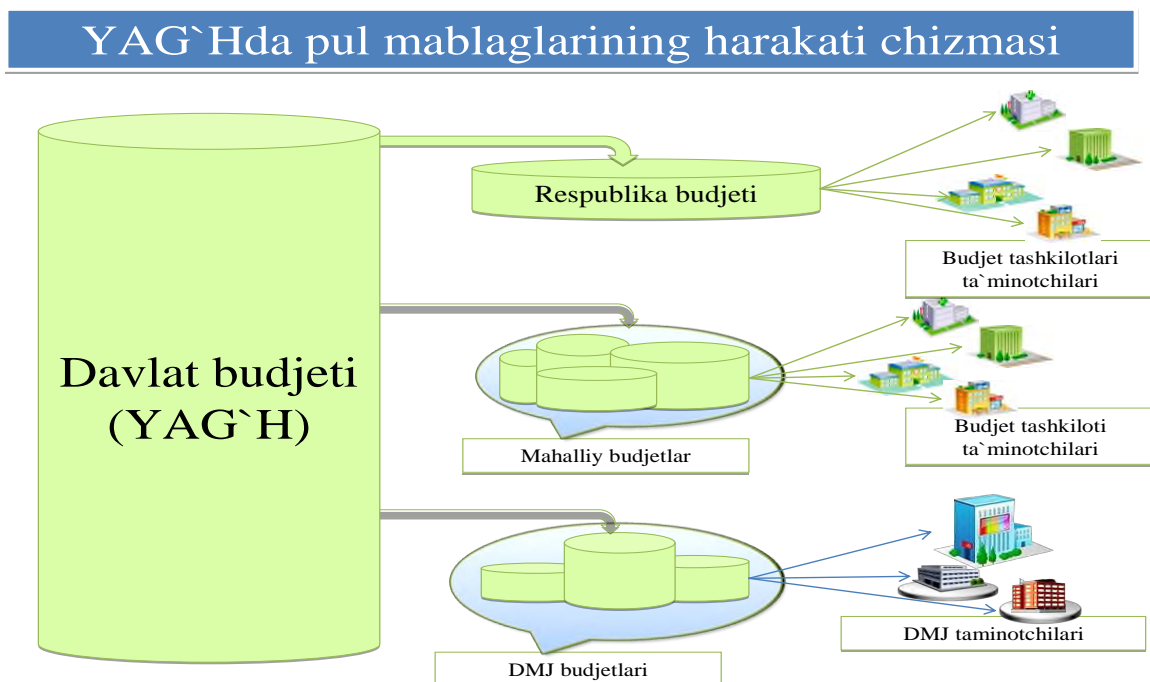 YAG`Hda pul mablaglarining harakati chizmasi
Davlat budjeti
(YAG`H)
Respublika budjeti
Budjet tashkilotlari
ta`minotchilari
Mahalliy budjetlar
Budjet tashkiloti
ta`minotchilari
DMJ budjetlari
DMJ taminotchilari